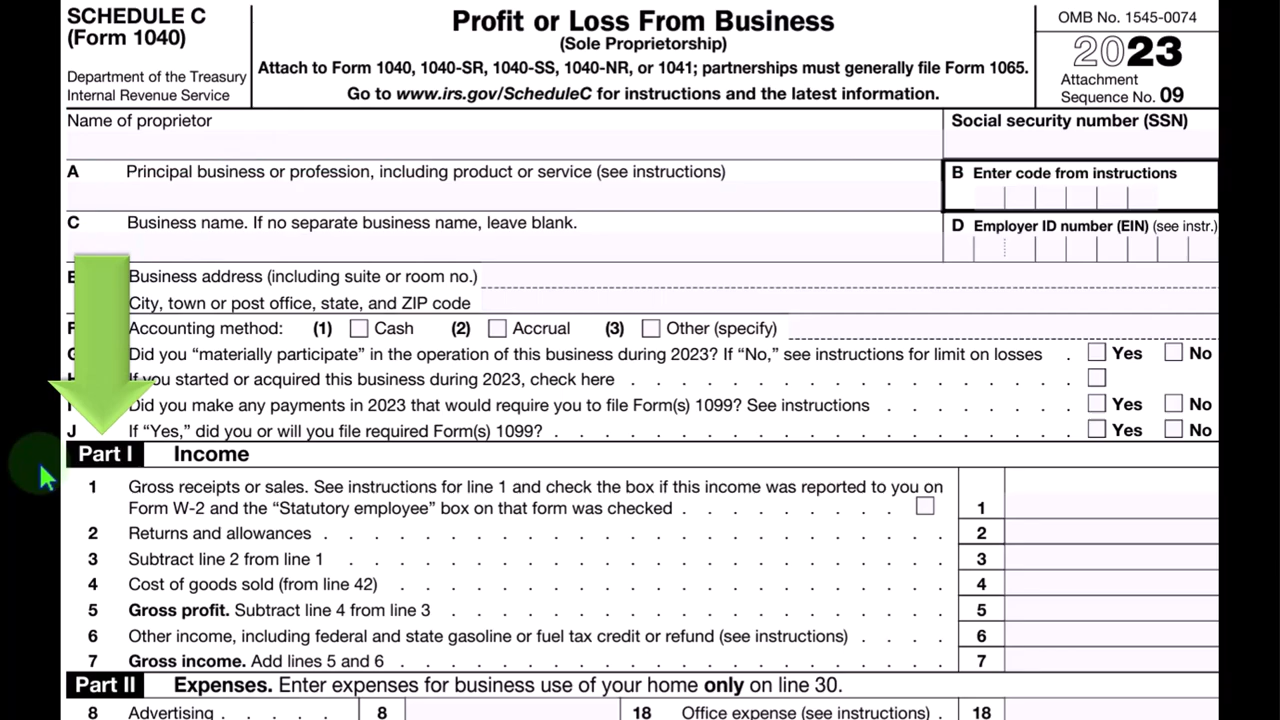 SCHEDULE C
(Form 1040)
Department of the Treasury
Internal Revenue Service
Profit or Loss From Business
(Sole Proprietorship)
Attach to Form 1040, 1040-SR, 1040-SS, 1040-NR, or 1041; partnerships must generally file Form 1065.
Go to www.irs.gov/ScheduleC for instructions and the latest information.
OMB No. 1545-0074
2023
Attachment
Sequence No. 09
Name of proprietor
Social security number (SSN)
A Principal business or profession, including product or service (see instructions)
B Enter code from instructions
C Business name. If no separate business name, leave blank.
D Employer ID number (EIN) (see instr.)
E Business address (including suite or room no.)
City, town or post office, state, and ZIP code
F Accounting method: (1) Cash (2) Accrual (3) Other (specify)
G Did you “materially participate” in the operation of this business during 2023? If “No,” see instructions for limit on losses . Yes No
H If you started or acquired this business during 2023, check here . . . . . . . . . . . . . . . .
I Did you make any payments in 2023 that would require you to file Form(s) 1099? See instructions . . . . . . . Yes No
J If “Yes,” did you or will you file required Form(s) 1099? . . . . . . . . . . . . . . . . . . Yes No
Part I Income
1 Gross receipts or sales. See instructions for line 1 and check the box if this income was reported to you on
Form W-2 and the “Statutory employee” box on that form was checked . . . . . . . . . 1
2 Returns and allowances . . . . . . . . . . . . . . . . . . . . 2
3 Subtract line 2 from line 1 . . . . . . . . . . . . . . . . . . . . 3
4 Cost of goods sold (from line 42) . . . . . . . . . . . . . . . . . . 4
5 Gross profit. Subtract line 4 from line 3 . . . . . . . . . . . . . . . . 5
6 Other income, including federal and state gasoline or fuel tax credit or refund (see instructions) . . . . 6
7 Gross income. Add lines 5 and 6 . . . . . . . . . . . . . . . . . . 7
Part II Expenses. Enter expenses for business use of your home only on line 30.
8 Advertising . . . . . 8
18 Office expense (see instructions) . 18